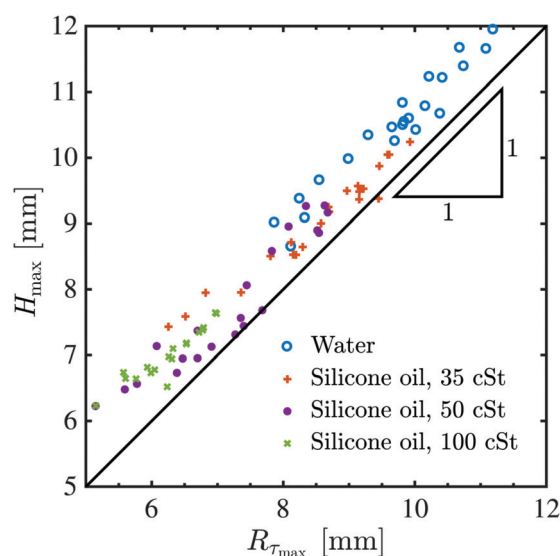 12
11
10
9
8
7
6
5
H_max [mm]
1
1
Water
Silicone oil, 35 cSt
Silicone oil, 50 cSt
Silicone oil, 100 cSt
6
8
10
12
R_τ_max [mm]